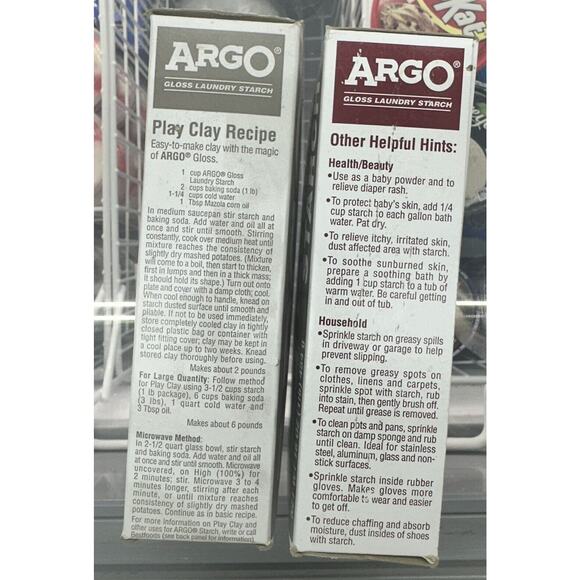 ARGO®
GLOSS LAUNDRY STARCH
Play Clay Recipe
Easy-to-make clay with the magic
of ARGO® Gloss.
1 cup ARGO® Gloss
Laundry Starch
2 cups baking soda (1 lb)
1-1/4 cups cold water
1 Tbsp Mazola corn oil
In medium saucepan stir starch and
baking soda. Add water and oil all at
once and stir until smooth. Stirring
constantly, cook over medium heat until
mixture reaches the consistency of
slightly dry mashed potatoes. (Mixture
will come to a boil, then start to thicken,
first in lumps and then in a thick mass;
it should hold its shape.) Turn out onto
plate and cover with a damp cloth; cool.
When cool enough to handle, knead on
starch dusted surface until smooth and
pliable. If not to be used immediately,
store completely cooled clay in tightly
closed plastic bag or container with
tight fitting cover; clay may be kept in
a cool place up to two weeks. Knead
stored clay thoroughly before using.
Makes about 2 pounds
For Large Quantity: Follow method
for Play Clay using 3-1/2 cups starch
(1 lb package), 6 cups baking soda
(3 lbs), 1 quart cold water and
3 Tbsp oil.
Makes about 6 pounds
Microwave Method:
In 2-1/2 quart glass bowl, stir starch
and baking soda. Add water and oil all
at once and stir until smooth. Microwave
uncovered, on High (100%) for
2 minutes; stir. Microwave 3 to 4
minutes longer, stirring after each
minute, or until mixture reaches
consistency of slightly dry mashed
potatoes. Continue as in basic recipe.
For more information on Play Clay and
other uses for ARGO® Starch, write or call
Bestfoods (see back panel for information).
ARGO®
GLOSS LAUNDRY STARCH
Other Helpful Hints:
Health/Beauty
•Use as a baby powder and to
relieve diaper rash.
•To protect baby's skin, add 1/4
cup starch to each gallon bath
water. Pat dry.
•To relieve itchy, irritated skin,
dust affected area with starch.
•To soothe sunburned skin,
prepare a soothing bath by
adding 1 cup starch to a tub of
warm water. Be careful getting
in and out of tub.
Household
•Sprinkle starch on greasy spills
in driveway or garage to help
prevent slipping.
•To remove greasy spots on
clothes, linens and carpets,
sprinkle spot with starch, rub
into stain, then gently brush off.
Repeat until grease is removed.
•To clean pots and pans, sprinkle
starch on damp sponge and rub
until clean. Ideal for stainless
steel, aluminum, glass and non-
stick surfaces.
•Sprinkle starch inside rubber
gloves. Makes gloves more
comfortable to wear and easier
to get off.
•To reduce chaffing and absorb
moisture, dust insides of shoes
with starch.